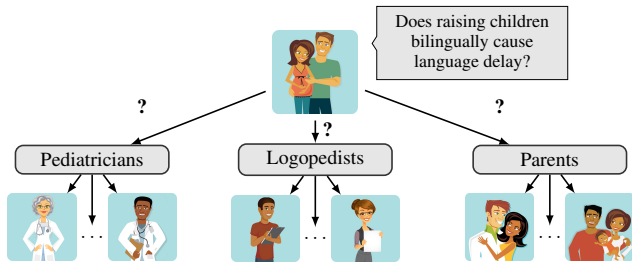 Does raising children
bilingually cause
language delay?
?
?
?
Pediatricians
Logopedists
Parents
...
...
...